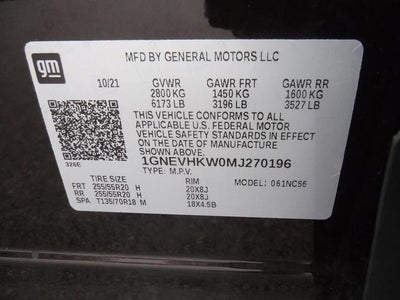 gm
MFD BY GENERAL MOTORS LLC
10/21 GVWR GAWR FRT GAWR RR
2800 KG 1450 KG 1600 KG
6173 LB 3196 LB 3527 LB
THIS VEHICLE CONFORMS TO ALL
APPLICABLE U.S. FEDERAL MOTOR
VEHICLE SAFETY STANDARDS IN EFFECT
ON THE DATE OF MANUFACTURE
SHOWN ABOVE.
1GNEVHKW0MJ270196
326E
TYPE: M.P.V.
TIRE SIZE RIM MODEL: 061NC56
FRT 255/55R20 H 20X8J
RR 255/55R20 H 20X8J
SPA T135/70R18 M 18X4.5B